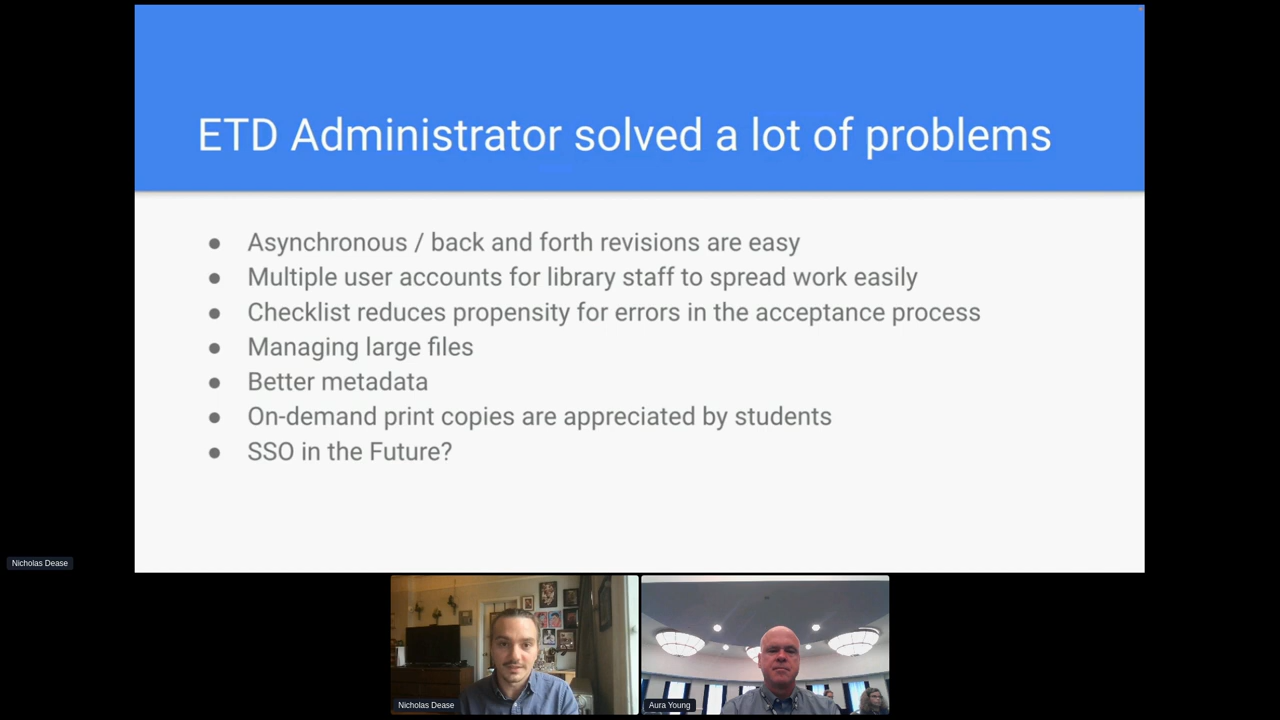 ETD Administrator solved a lot of problems
● Asynchronous / back and forth revisions are easy
● Multiple user accounts for library staff to spread work easily
● Checklist reduces propensity for errors in the acceptance process
● Managing large files
● Better metadata
● On-demand print copies are appreciated by students
● SSO in the Future?
Nicholas Dease
Nicholas Dease
Aura Young